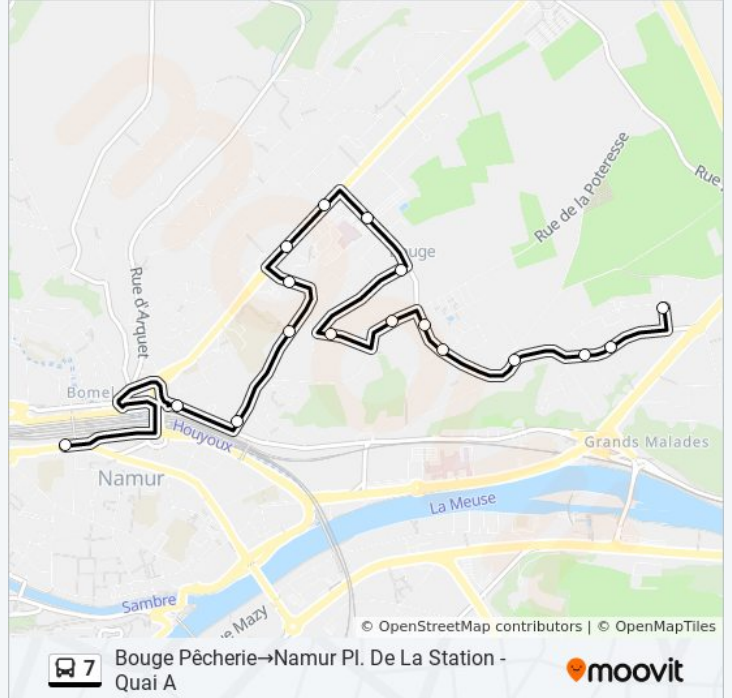 Rue de la Poteresse
Rue
Bouge
Rue d'Arquet
Bomel
Houyoux
Grands Malades
Namur
La Meuse
Sambre
e Mazy
© OpenStreetMap contributors | © OpenMapTiles
7
Bouge Pêcherie→Namur Pl. De La Station -
Quai A
moovit